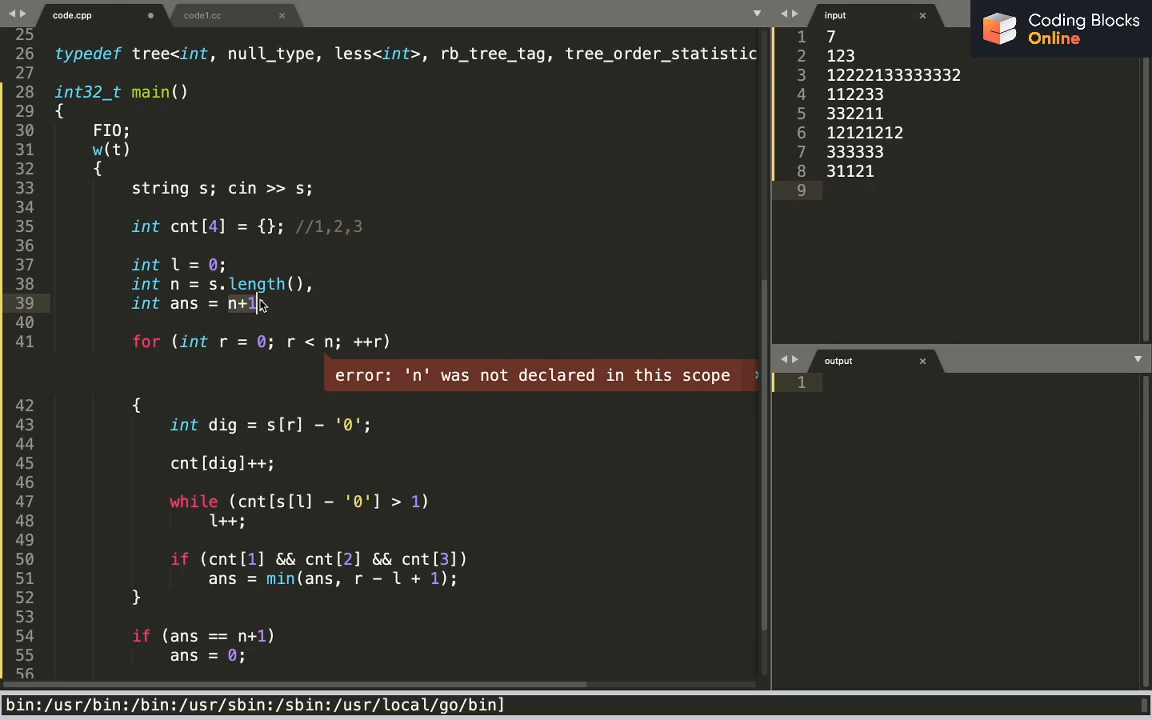 code.cpp
code1.cc
25
26 typedef tree<int, null_type, less<int>, rb_tree_tag, tree_order_statistic
27
28 int32_t main()
29 {
30 FIO;
31 w(t)
32 {
33 string s; cin >> s;
34
35 int cnt[4] = {}; //1,2,3
36
37 int l = 0;
38 int n = s.length(),
39 int ans = n+1
40
41 for (int r = 0; r < n; ++r)
error: 'n' was not declared in this scope
42 {
43 int dig = s[r] - '0';
44
45 cnt[dig]++;
46
47 while (cnt[s[l] - '0'] > 1)
48 l++;
49
50 if (cnt[1] && cnt[2] && cnt[3])
51 ans = min(ans, r - l + 1);
52 }
53
54 if (ans == n+1)
55 ans = 0;
56
bin:/usr/bin:/bin:/usr/sbin:/sbin:/usr/local/go/bin]
input
1 7
2 123
3 12222133333332
4 112233
5 332211
6 12121212
7 333333
8 31121
9
output
1
Coding Blocks
Online